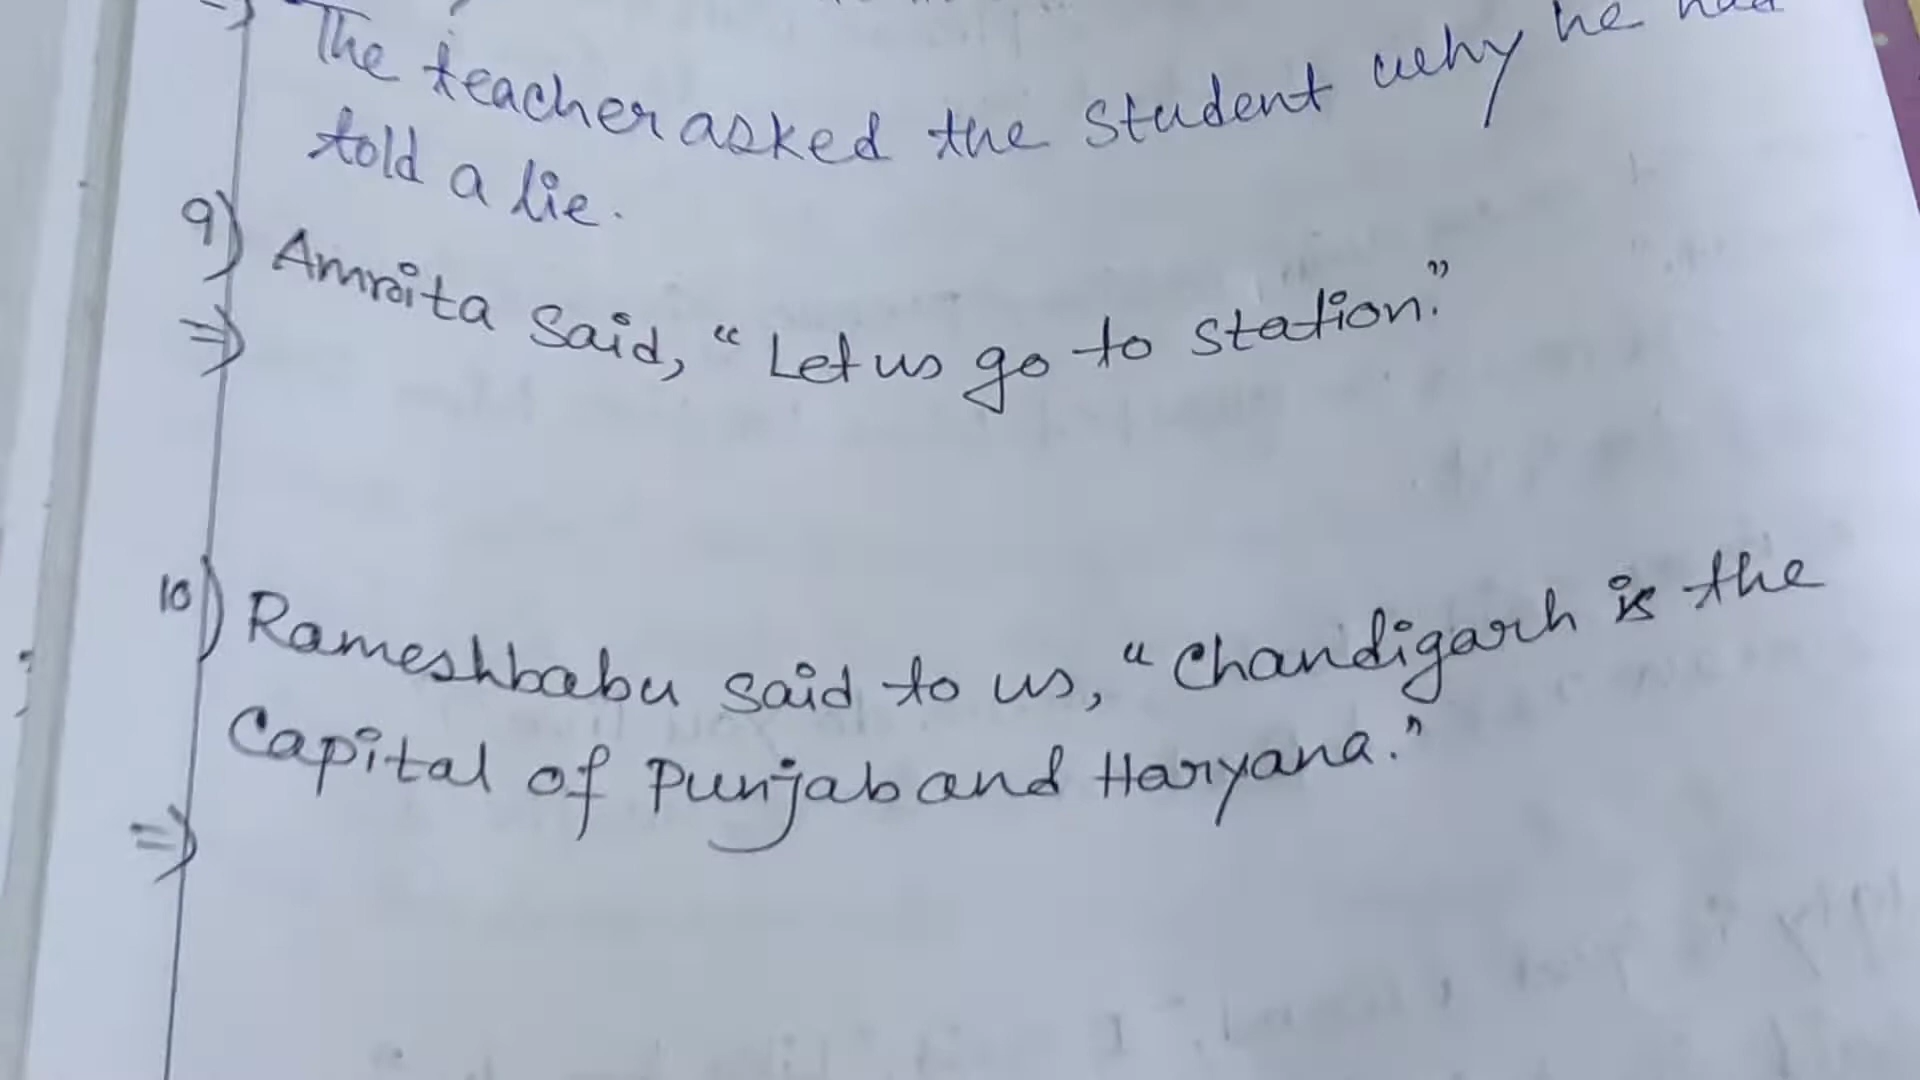 The teacher asked the student why he had
told a lie.
9) Amrita said, “Let us go to station.”
⇒
10) Rameshbabu said to us, “Chandigarh is the
Capital of Punjab and Haryana.”
⇒